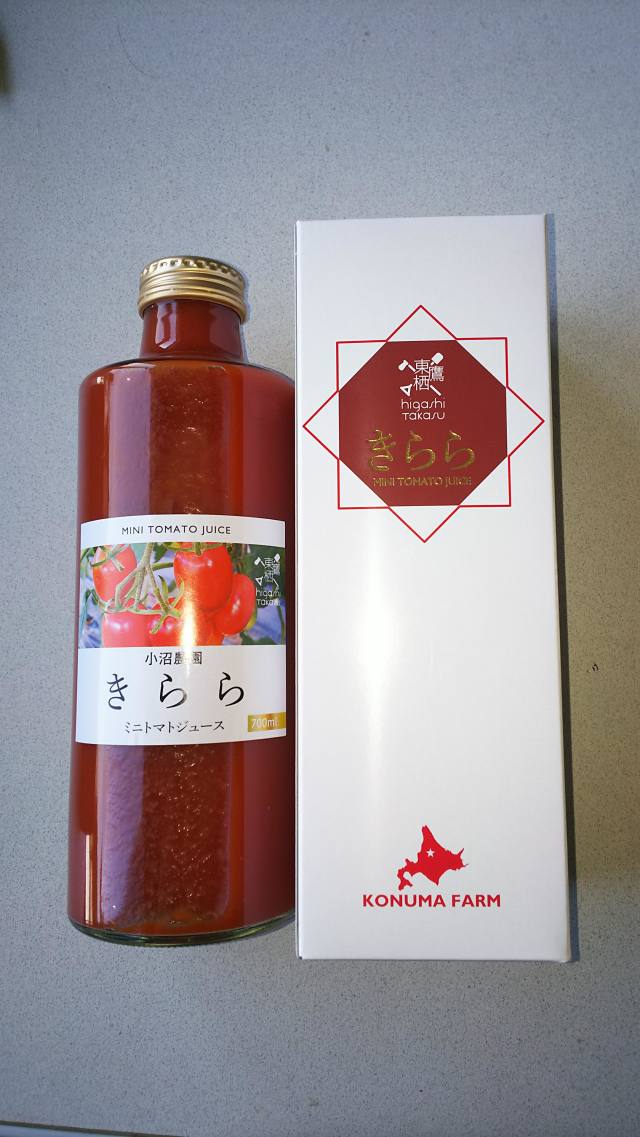 MINI TOMATO JUICE
東鷹栖
higashi
TAKASU
小沼農園
きらら
ミニトマトジュース
700mL
東鷹栖
higashi
TAKASU
きらら
MINI TOMATO JUICE
KONUMA FARM